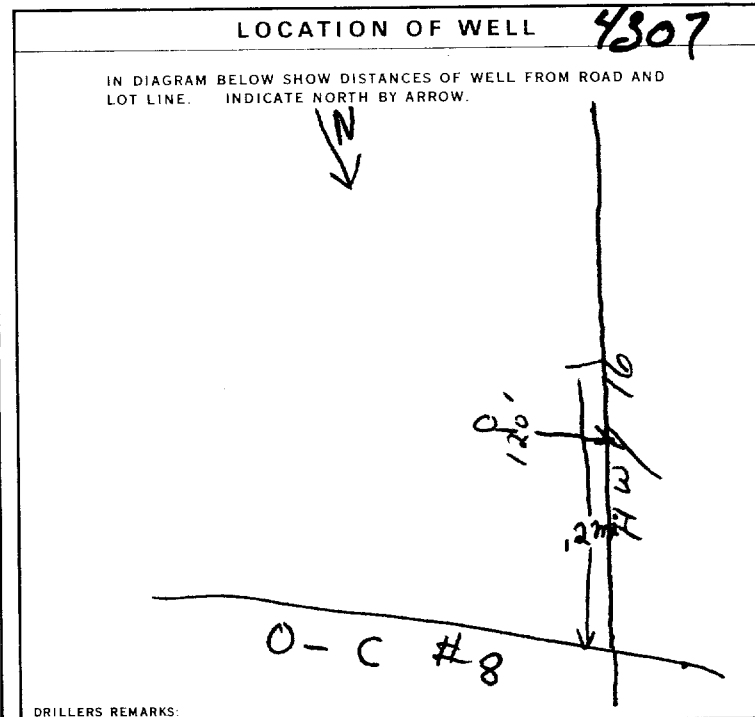 LOCATION OF WELL 4307
IN DIAGRAM BELOW SHOW DISTANCES OF WELL FROM ROAD AND
LOT LINE. INDICATE NORTH BY ARROW.
N
120'
Hwy 16
.2 mi
O - C #8
DRILLERS REMARKS: